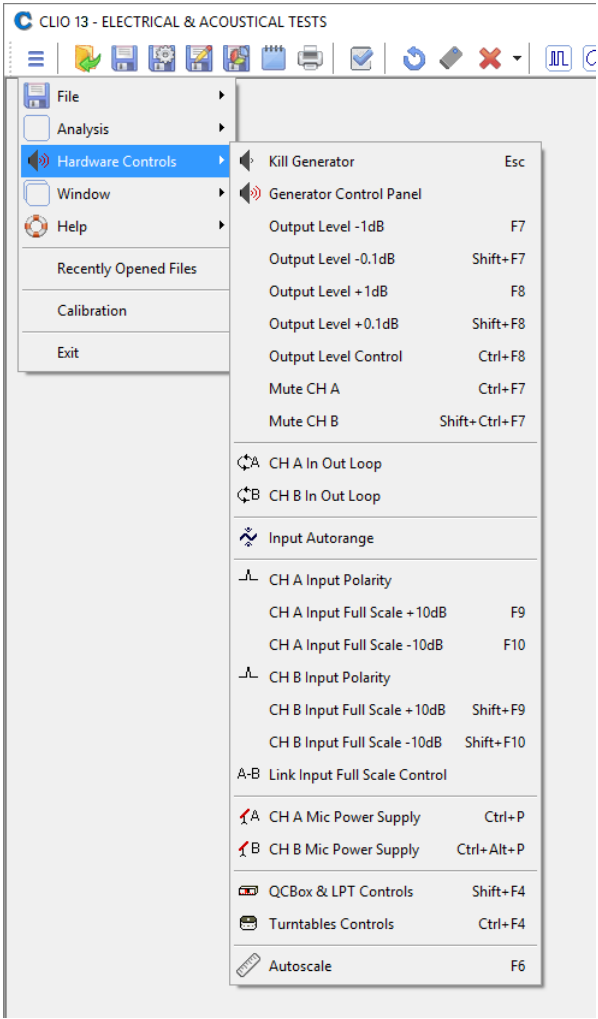 CLIO 13 - ELECTRICAL & ACOUSTICAL TESTS
File
Analysis
Hardware Controls
Window
Help
Recently Opened Files
Calibration
Exit
Kill Generator Esc
Generator Control Panel
Output Level -1dB F7
Output Level -0.1dB Shift+F7
Output Level +1dB F8
Output Level +0.1dB Shift+F8
Output Level Control Ctrl+F8
Mute CH A Ctrl+F7
Mute CH B Shift+Ctrl+F7
A CH A In Out Loop
B CH B In Out Loop
Input Autorange
CH A Input Polarity
CH A Input Full Scale +10dB F9
CH A Input Full Scale -10dB F10
CH B Input Polarity
CH B Input Full Scale +10dB Shift+F9
CH B Input Full Scale -10dB Shift+F10
A-B Link Input Full Scale Control
A CH A Mic Power Supply Ctrl+P
B CH B Mic Power Supply Ctrl+Alt+P
QCBox & LPT Controls Shift+F4
Turntables Controls Ctrl+F4
Autoscale F6